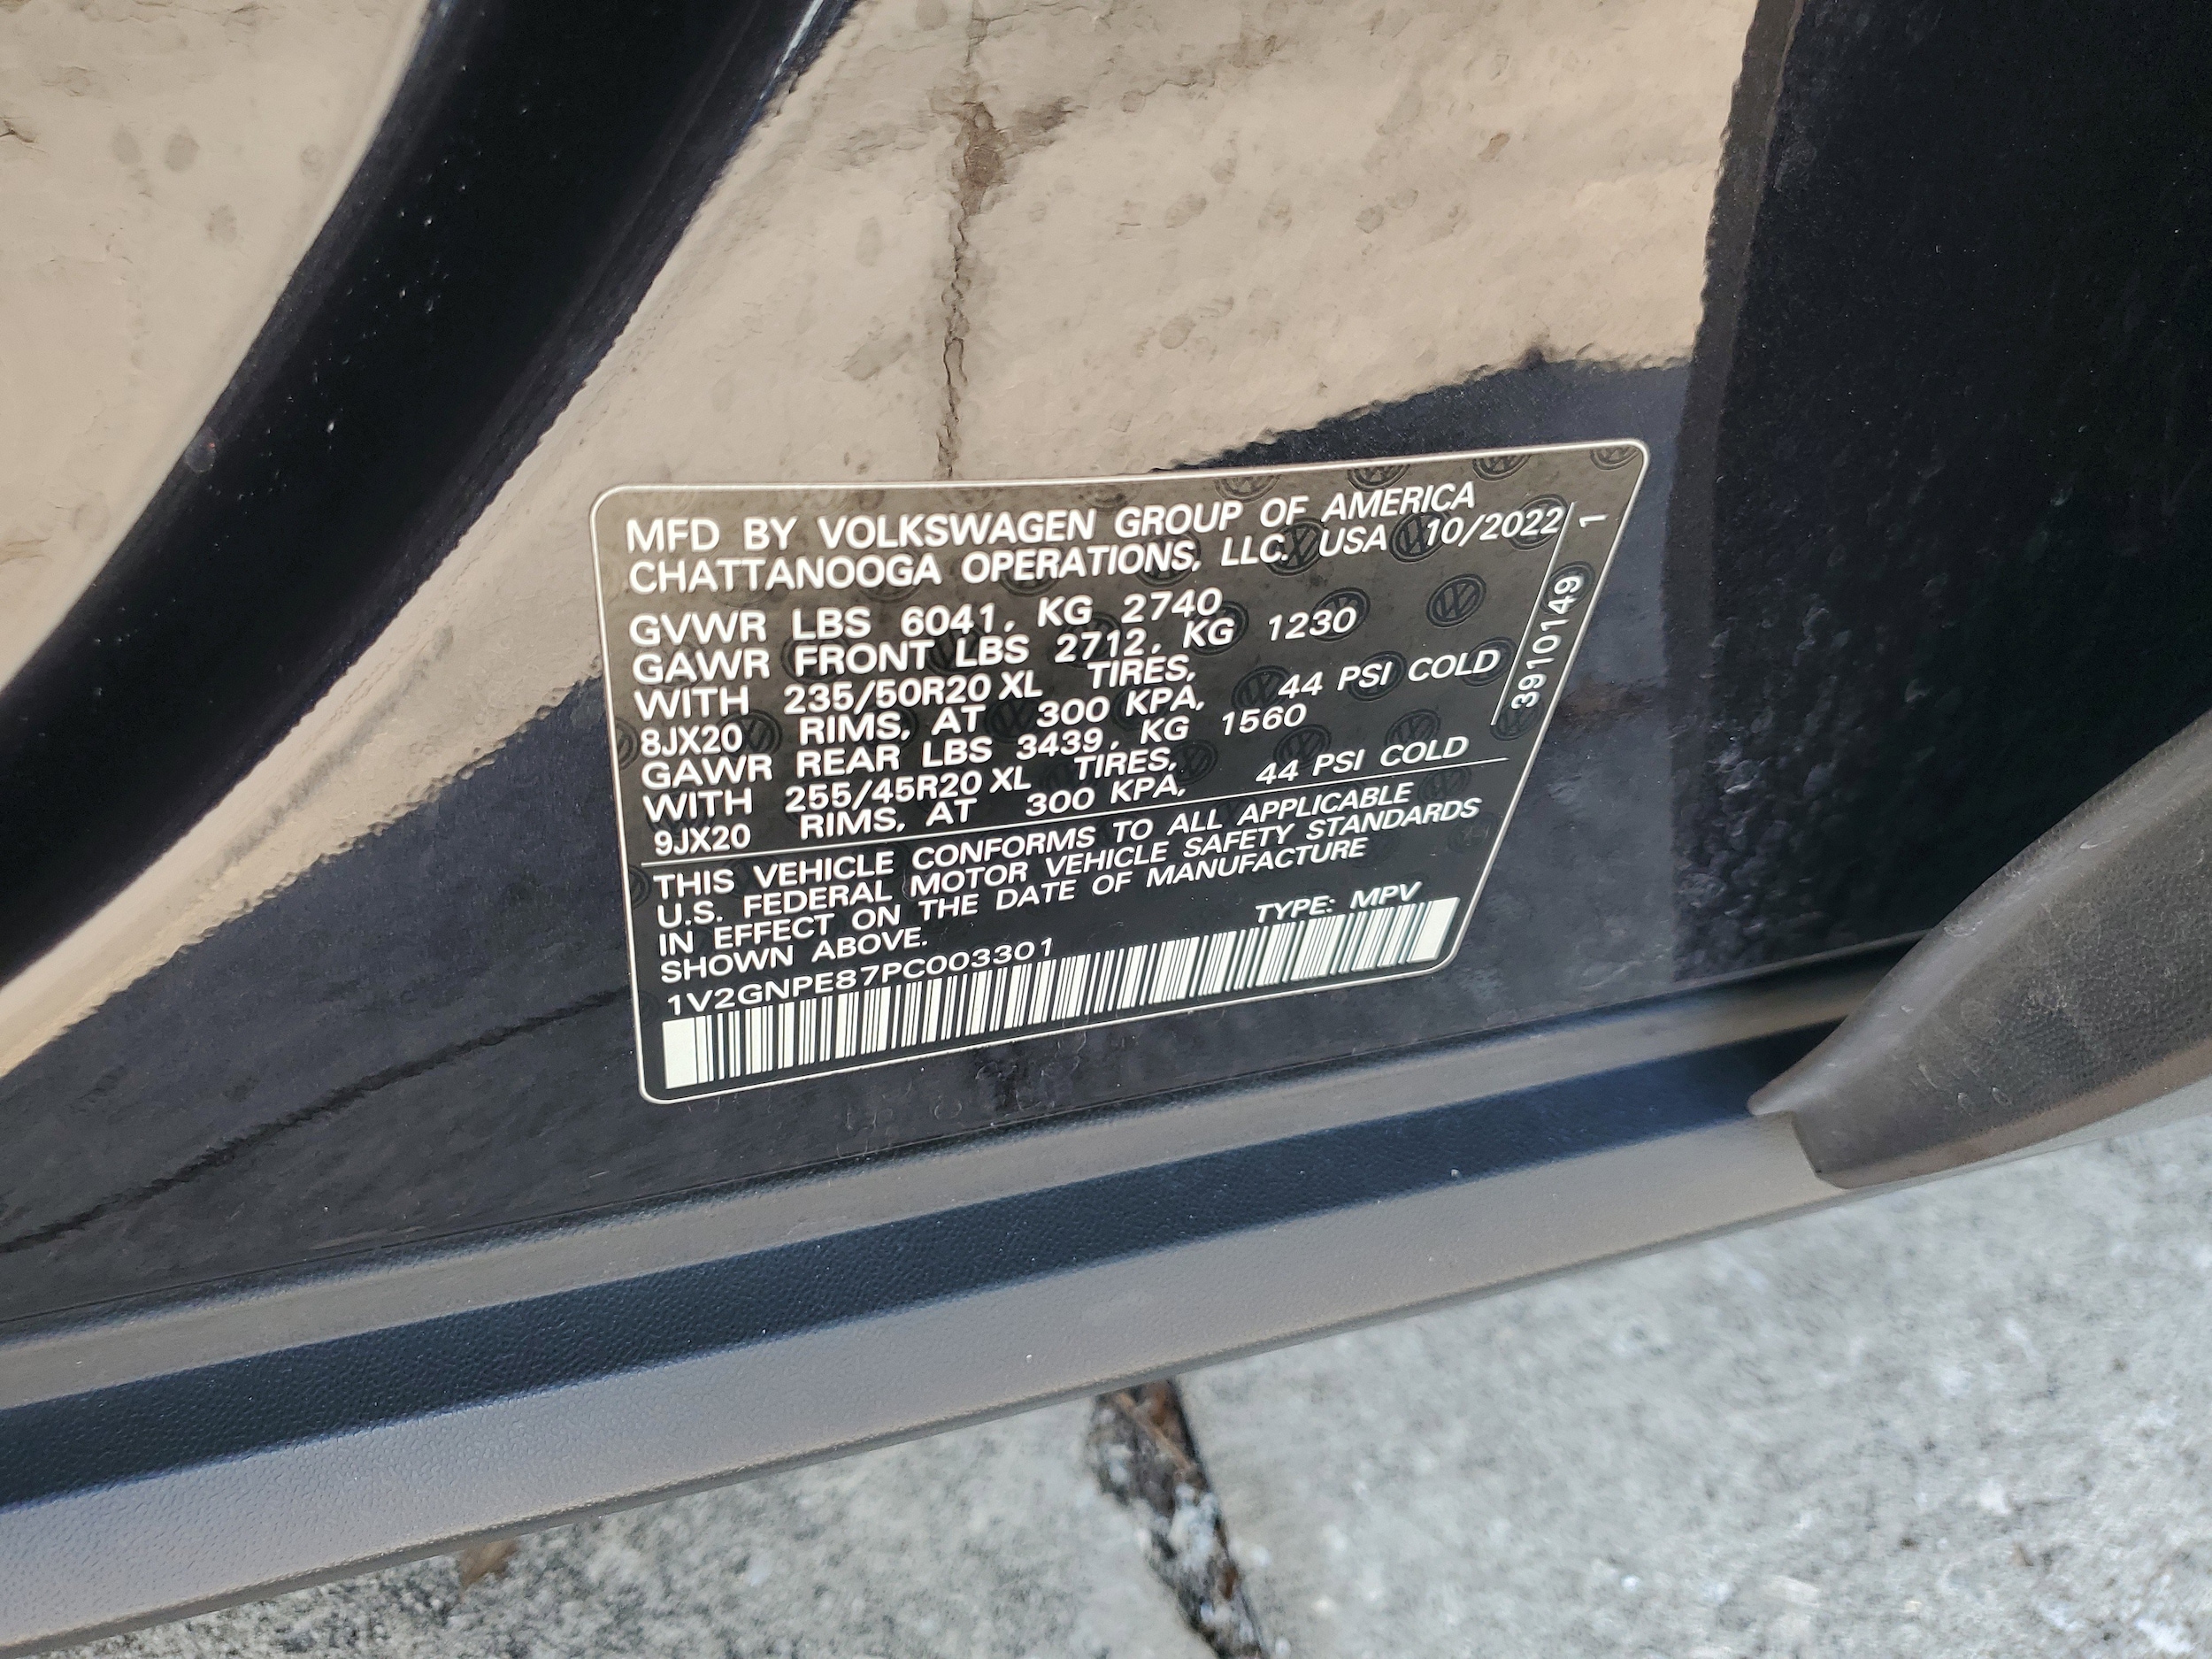 MFD BY VOLKSWAGEN GROUP OF AMERICA
CHATTANOOGA OPERATIONS, LLC. USA 10/2022
GVWR LBS 6041, KG 2740
GAWR FRONT LBS 2712, KG 1230
WITH 235/50R20 XL TIRES,
8JX20 RIMS, AT 300 KPA, 44 PSI COLD
GAWR REAR LBS 3439, KG 1560
WITH 255/45R20 XL TIRES,
9JX20 RIMS, AT 300 KPA, 44 PSI COLD
THIS VEHICLE CONFORMS TO ALL APPLICABLE
U.S. FEDERAL MOTOR VEHICLE SAFETY STANDARDS
IN EFFECT ON THE DATE OF MANUFACTURE
SHOWN ABOVE.
TYPE: MPV
1V2GNPE87PC003301
3910149 1